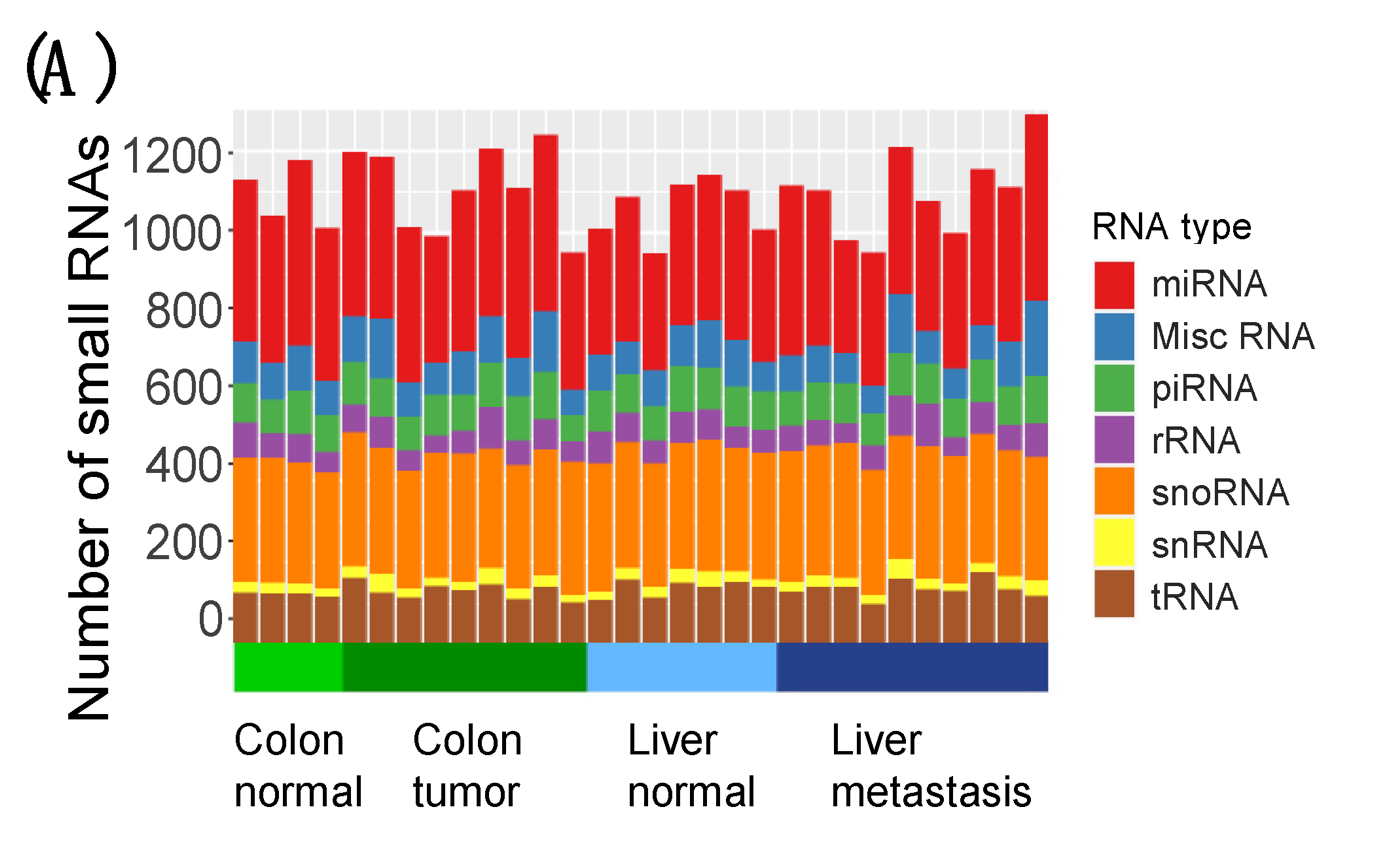 (A)
Number of small RNAs
1200
1000
800
600
400
200
0
RNA type
miRNA
Misc RNA
piRNA
rRNA
snoRNA
snRNA
tRNA
Colon normal
Colon tumor
Liver normal
Liver metastasis